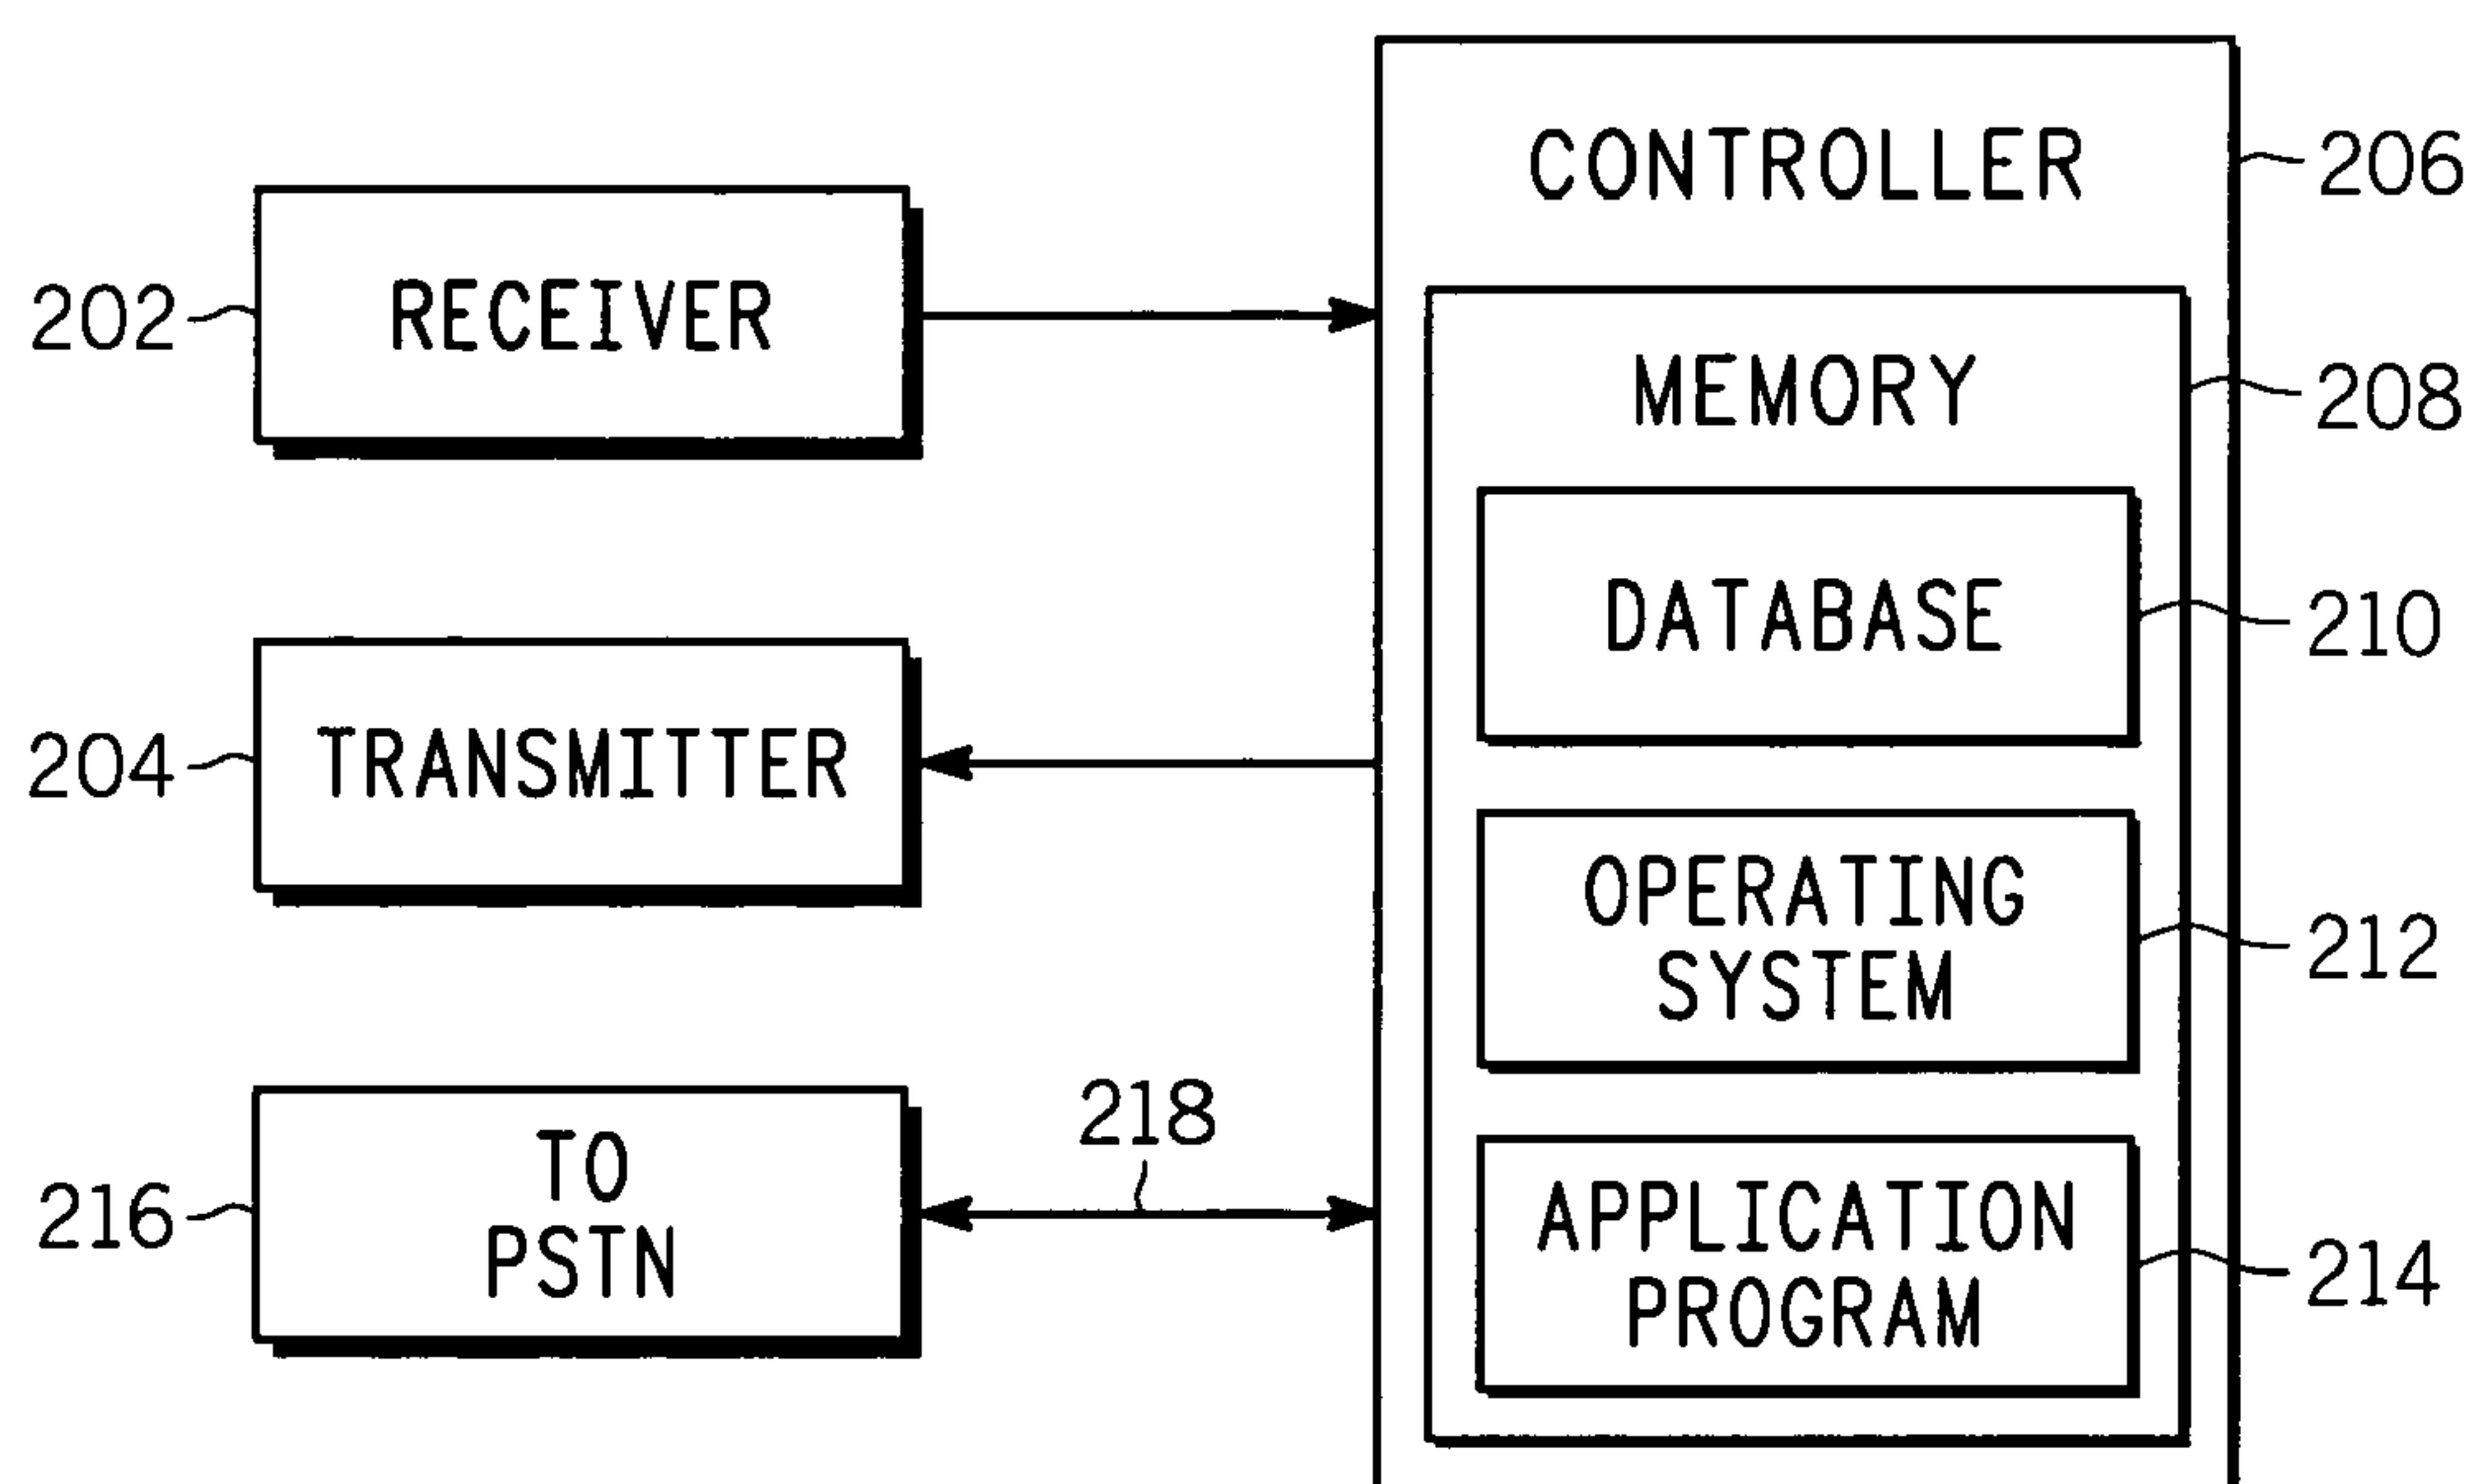 CONTROLLER
206
202
RECEIVER
MEMORY
208
DATABASE
210
204
TRANSMITTER
OPERATING
SYSTEM
212
218
216
TO
PSTN
APPLICATION
PROGRAM
214